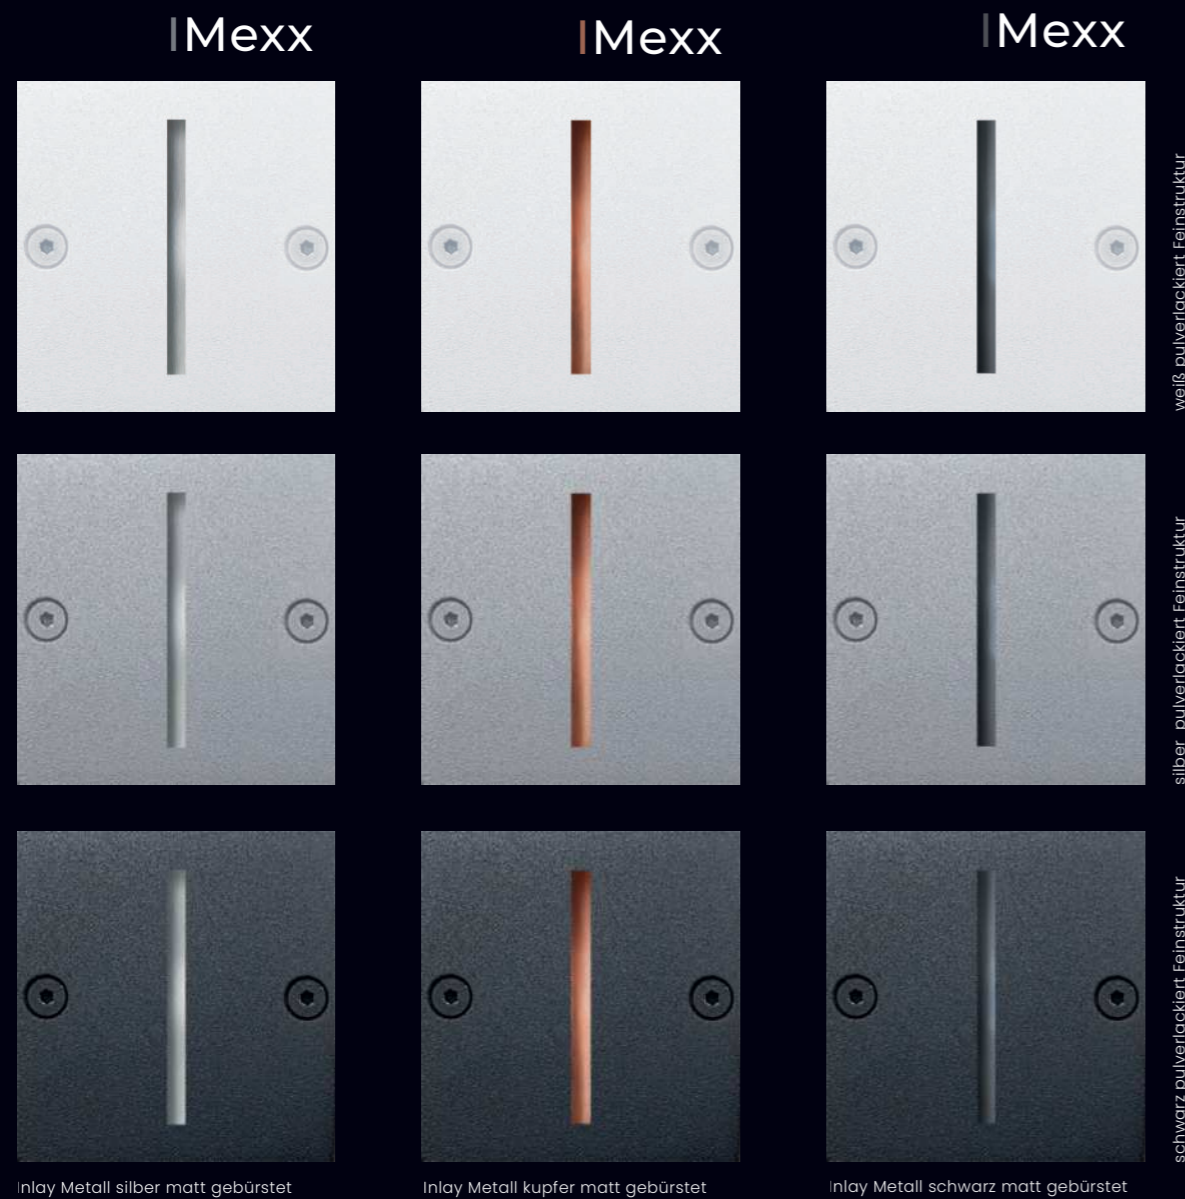 |Mexx
|Mexx
|Mexx
weiß pulverlackiert Feinstruktur
silber pulverlackiert Feinstruktur
schwarz pulverlackiert Feinstruktur
Inlay Metall silber matt gebürstet
Inlay Metall kupfer matt gebürstet
Inlay Metall schwarz matt gebürstet